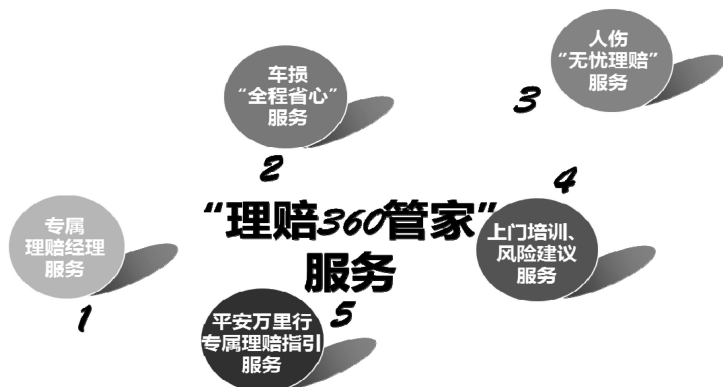 专属
理赔经理
服务
1
车损
“全程省心”
服务
2
人伤
“无忧理赔”
服务
3
上门培训、
风险建议
服务
4
平安万里行
专属理赔指引
服务
5
“理赔360管家”
服务